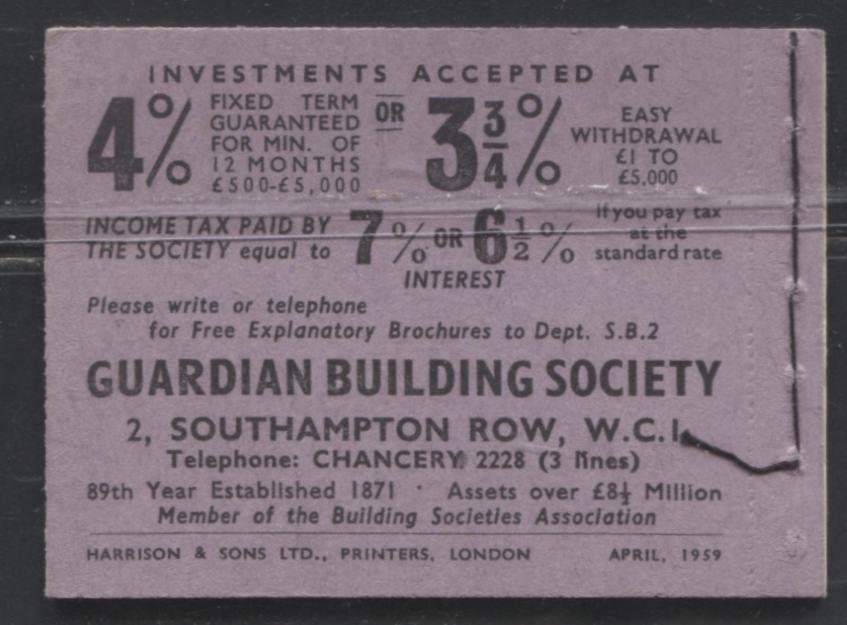 INVESTMENTS ACCEPTED AT
4% FIXED TERM GUARANTEED FOR MIN. OF 12 MONTHS £500-£5,000 OR 3¾% EASY WITHDRAWAL £1 TO £5,000
INCOME TAX PAID BY THE SOCIETY equal to 7% OR 6½% If you pay tax at the standard rate
INTEREST
Please write or telephone
for Free Explanatory Brochures to Dept. S.B.2
GUARDIAN BUILDING SOCIETY
2, SOUTHAMPTON ROW, W.C.1.
Telephone: CHANCERY 2228 (3 lines)
89th Year Established 1871 · Assets over £8½ Million
Member of the Building Societies Association
HARRISON & SONS LTD., PRINTERS, LONDON APRIL, 1959